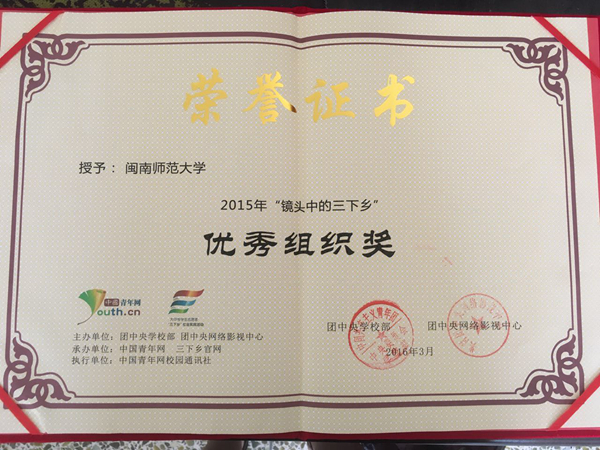 荣誉证书
授予：闽南师范大学
2015年“镜头中的三下乡”
优秀组织奖
中国青年网
Youth.cn
主办单位：团中央学校部 团中央网络影视中心
承办单位：中国青年网 三下乡官网
执行单位：中国青年网校园通讯社
团中央学校部 团中央网络影视中心
2016年3月